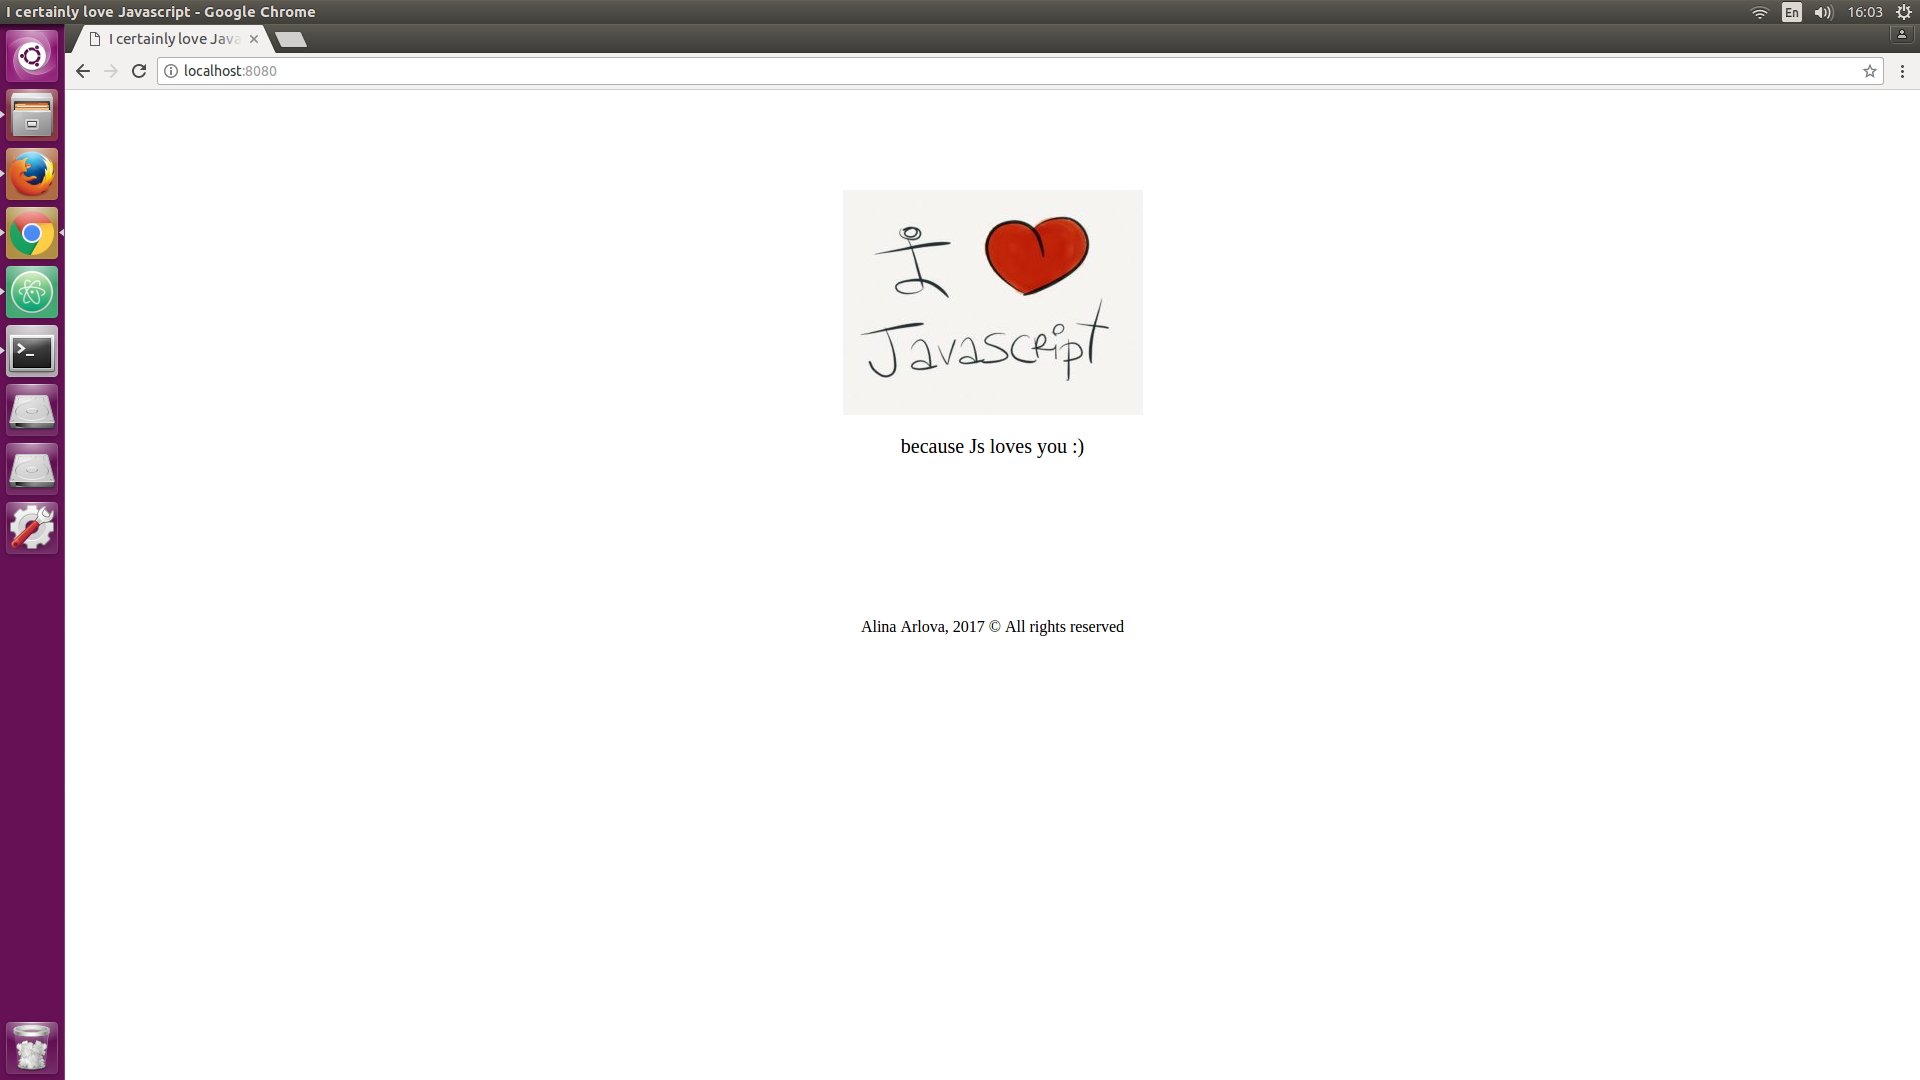 I certainly love Javascript - Google Chrome
En
16:03
I certainly love Java
localhost:8080
I
Javascript
because Js loves you :)
Alina Arlova, 2017 © All rights reserved